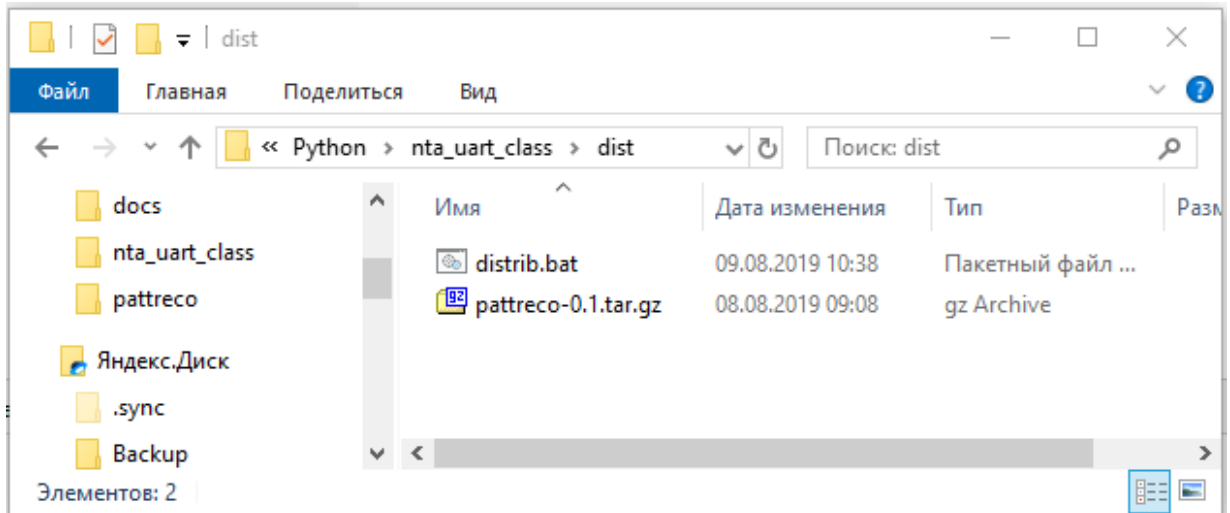 dist
Файл Главная Поделиться Вид
« Python > nta_uart_class > dist Поиск: dist
docs
nta_uart_class
pattreco
Яндекс.Диск
.sync
Backup
Имя Дата изменения Тип Разм
distrib.bat 09.08.2019 10:38 Пакетный файл ...
pattreco-0.1.tar.gz 08.08.2019 09:08 gz Archive
Элементов: 2